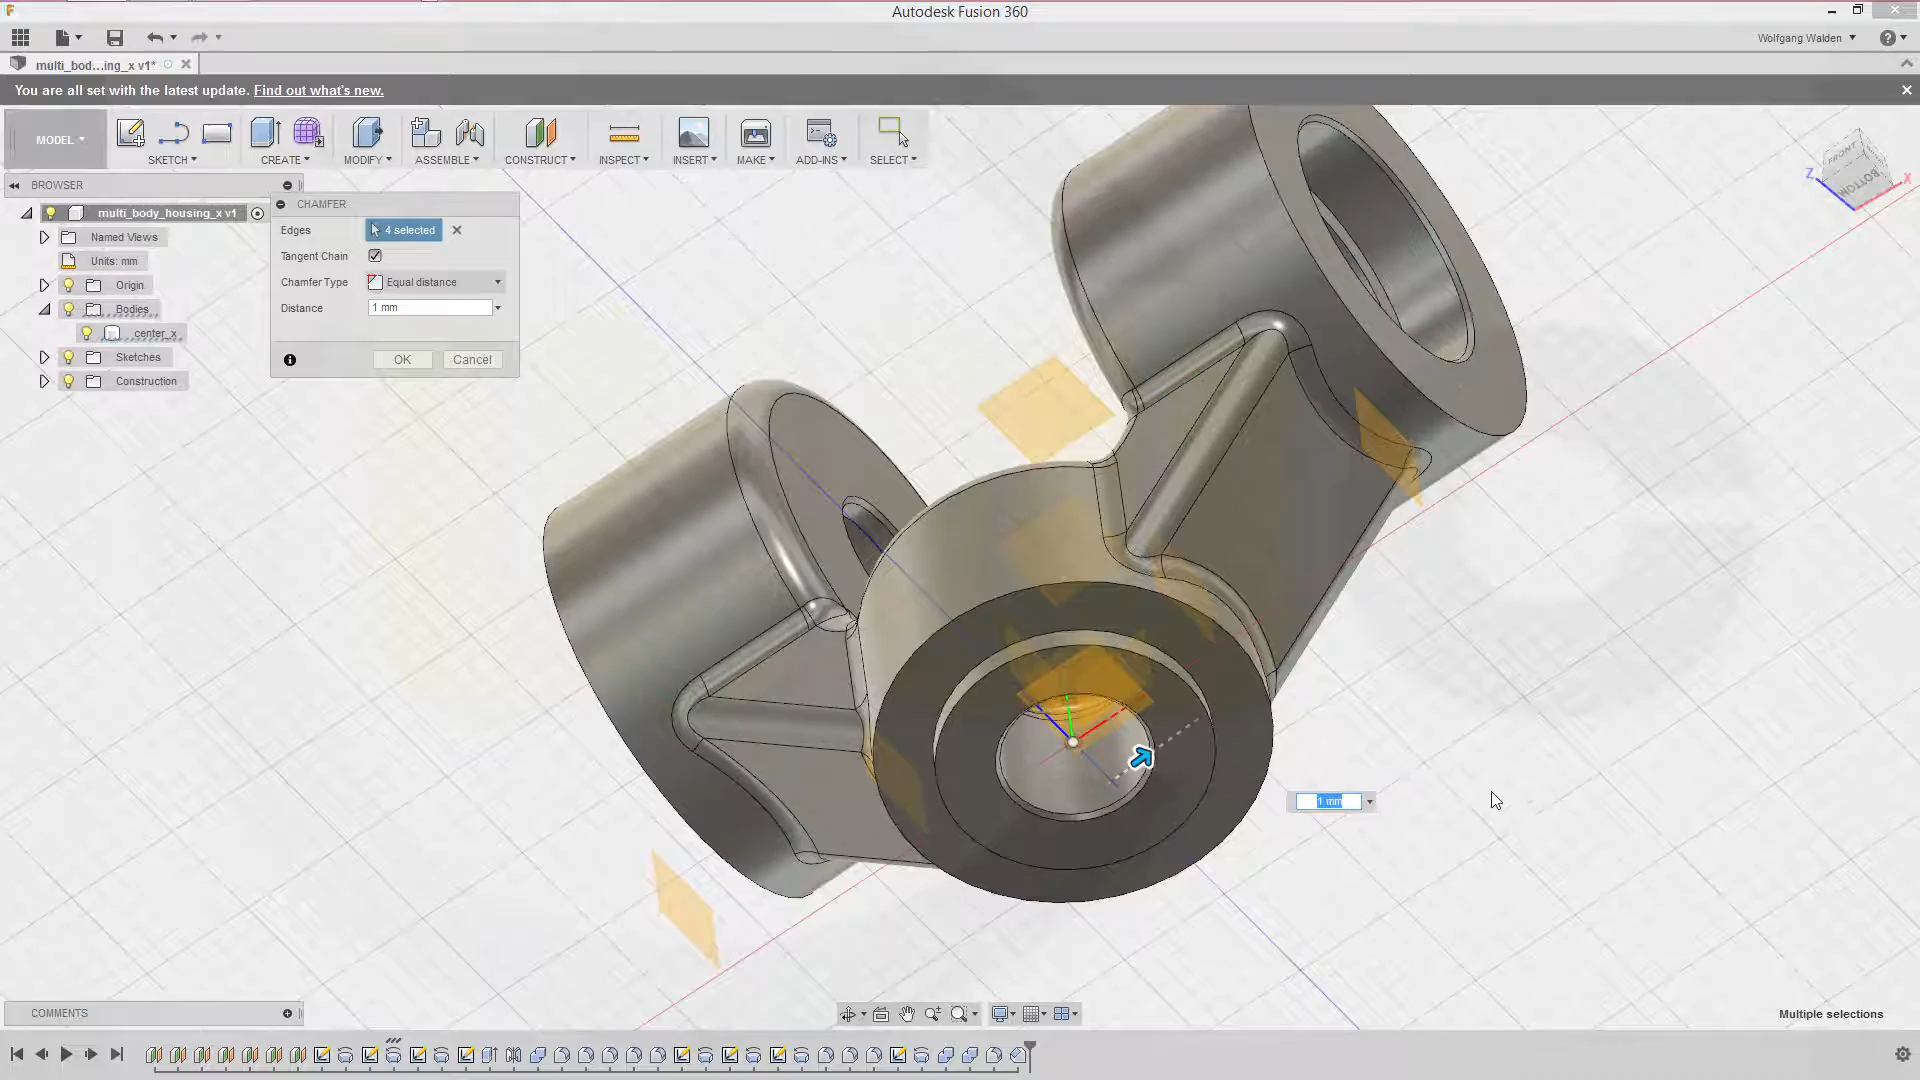 Autodesk Fusion 360
Wolfgang Walden
multi_bod...ing_x v1*
You are all set with the latest update. Find out what's new.
MODEL
SKETCH
CREATE
MODIFY
ASSEMBLE
CONSTRUCT
INSPECT
INSERT
MAKE
ADD-INS
SELECT
FRONT
BOTTOM
Z
X
BROWSER
multi_body_housing_x v1
Named Views
Units: mm
Origin
Bodies
center_x
Sketches
Construction
CHAMFER
Edges
4 selected
Tangent Chain
Chamfer Type
Equal distance
Distance
1 mm
OK
Cancel
1 mm
COMMENTS
Multiple selections